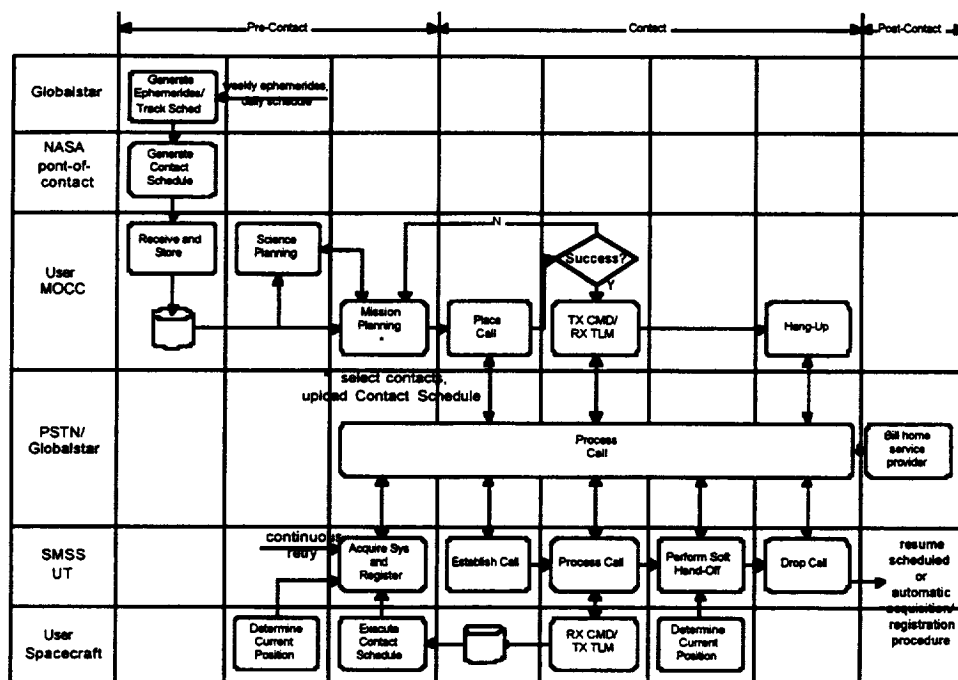 Pre-Contact
Contact
Post-Contact
Globalstar
Generate
Ephemerides/
Track Sched
weekly ephemerides,
daily schedule
NASA
pont-of-
contact
Generate
Contact
Schedule
User
MOCC
Receive and
Store
Science
Planning
N
Success?
Y
Mission
Planning
*
Place
Call
TX CMD/
RX TLM
Hang-Up
* select contacts,
upload Contact Schedule
PSTN/
Globalstar
Process
Call
Bill home
service
provider
SMSS
UT
continuous
retry
Acquire Sys
and
Register
Establish Call
Process Call
Perform Soft
Hand-Off
Drop Call
resume
scheduled
or
automatic
acquisition/
registration
procedure
User
Spacecraft
Determine
Current
Position
Execute
Contact
Schedule
RX CMD/
TX TLM
Determine
Current
Position